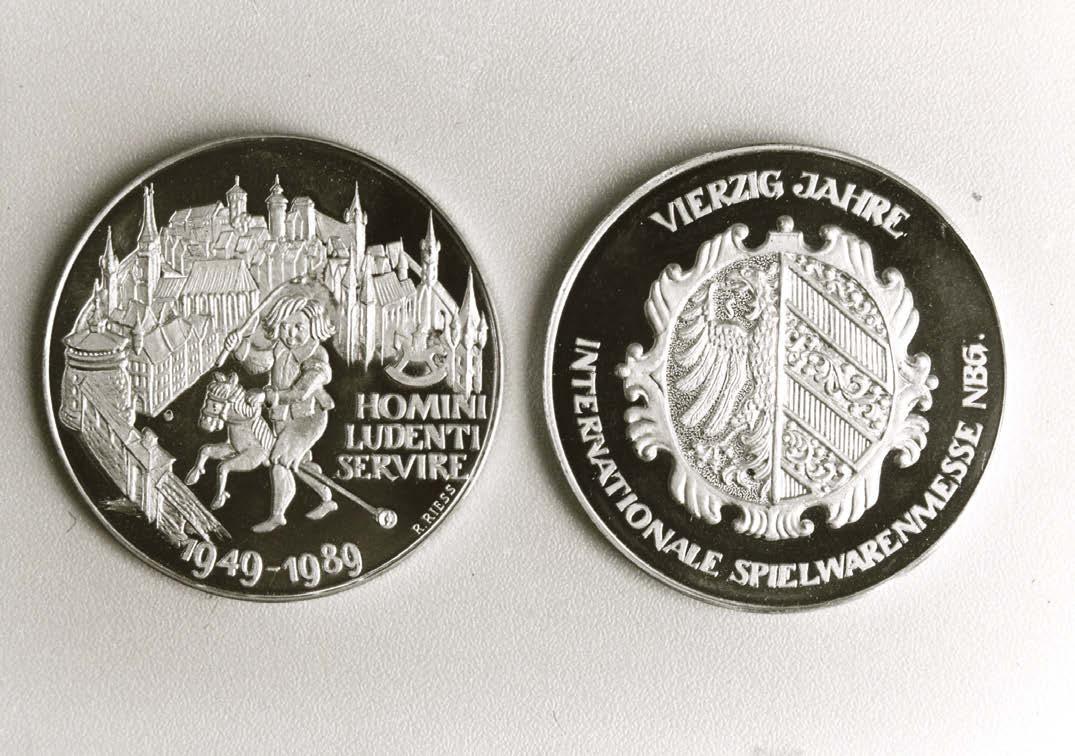 HOMINI
LUDENTI
SERVIRE
R. RIESS
1949-1989
VIERZIG JAHRE
INTERNATIONALE SPIELWARENMESSE NBG.